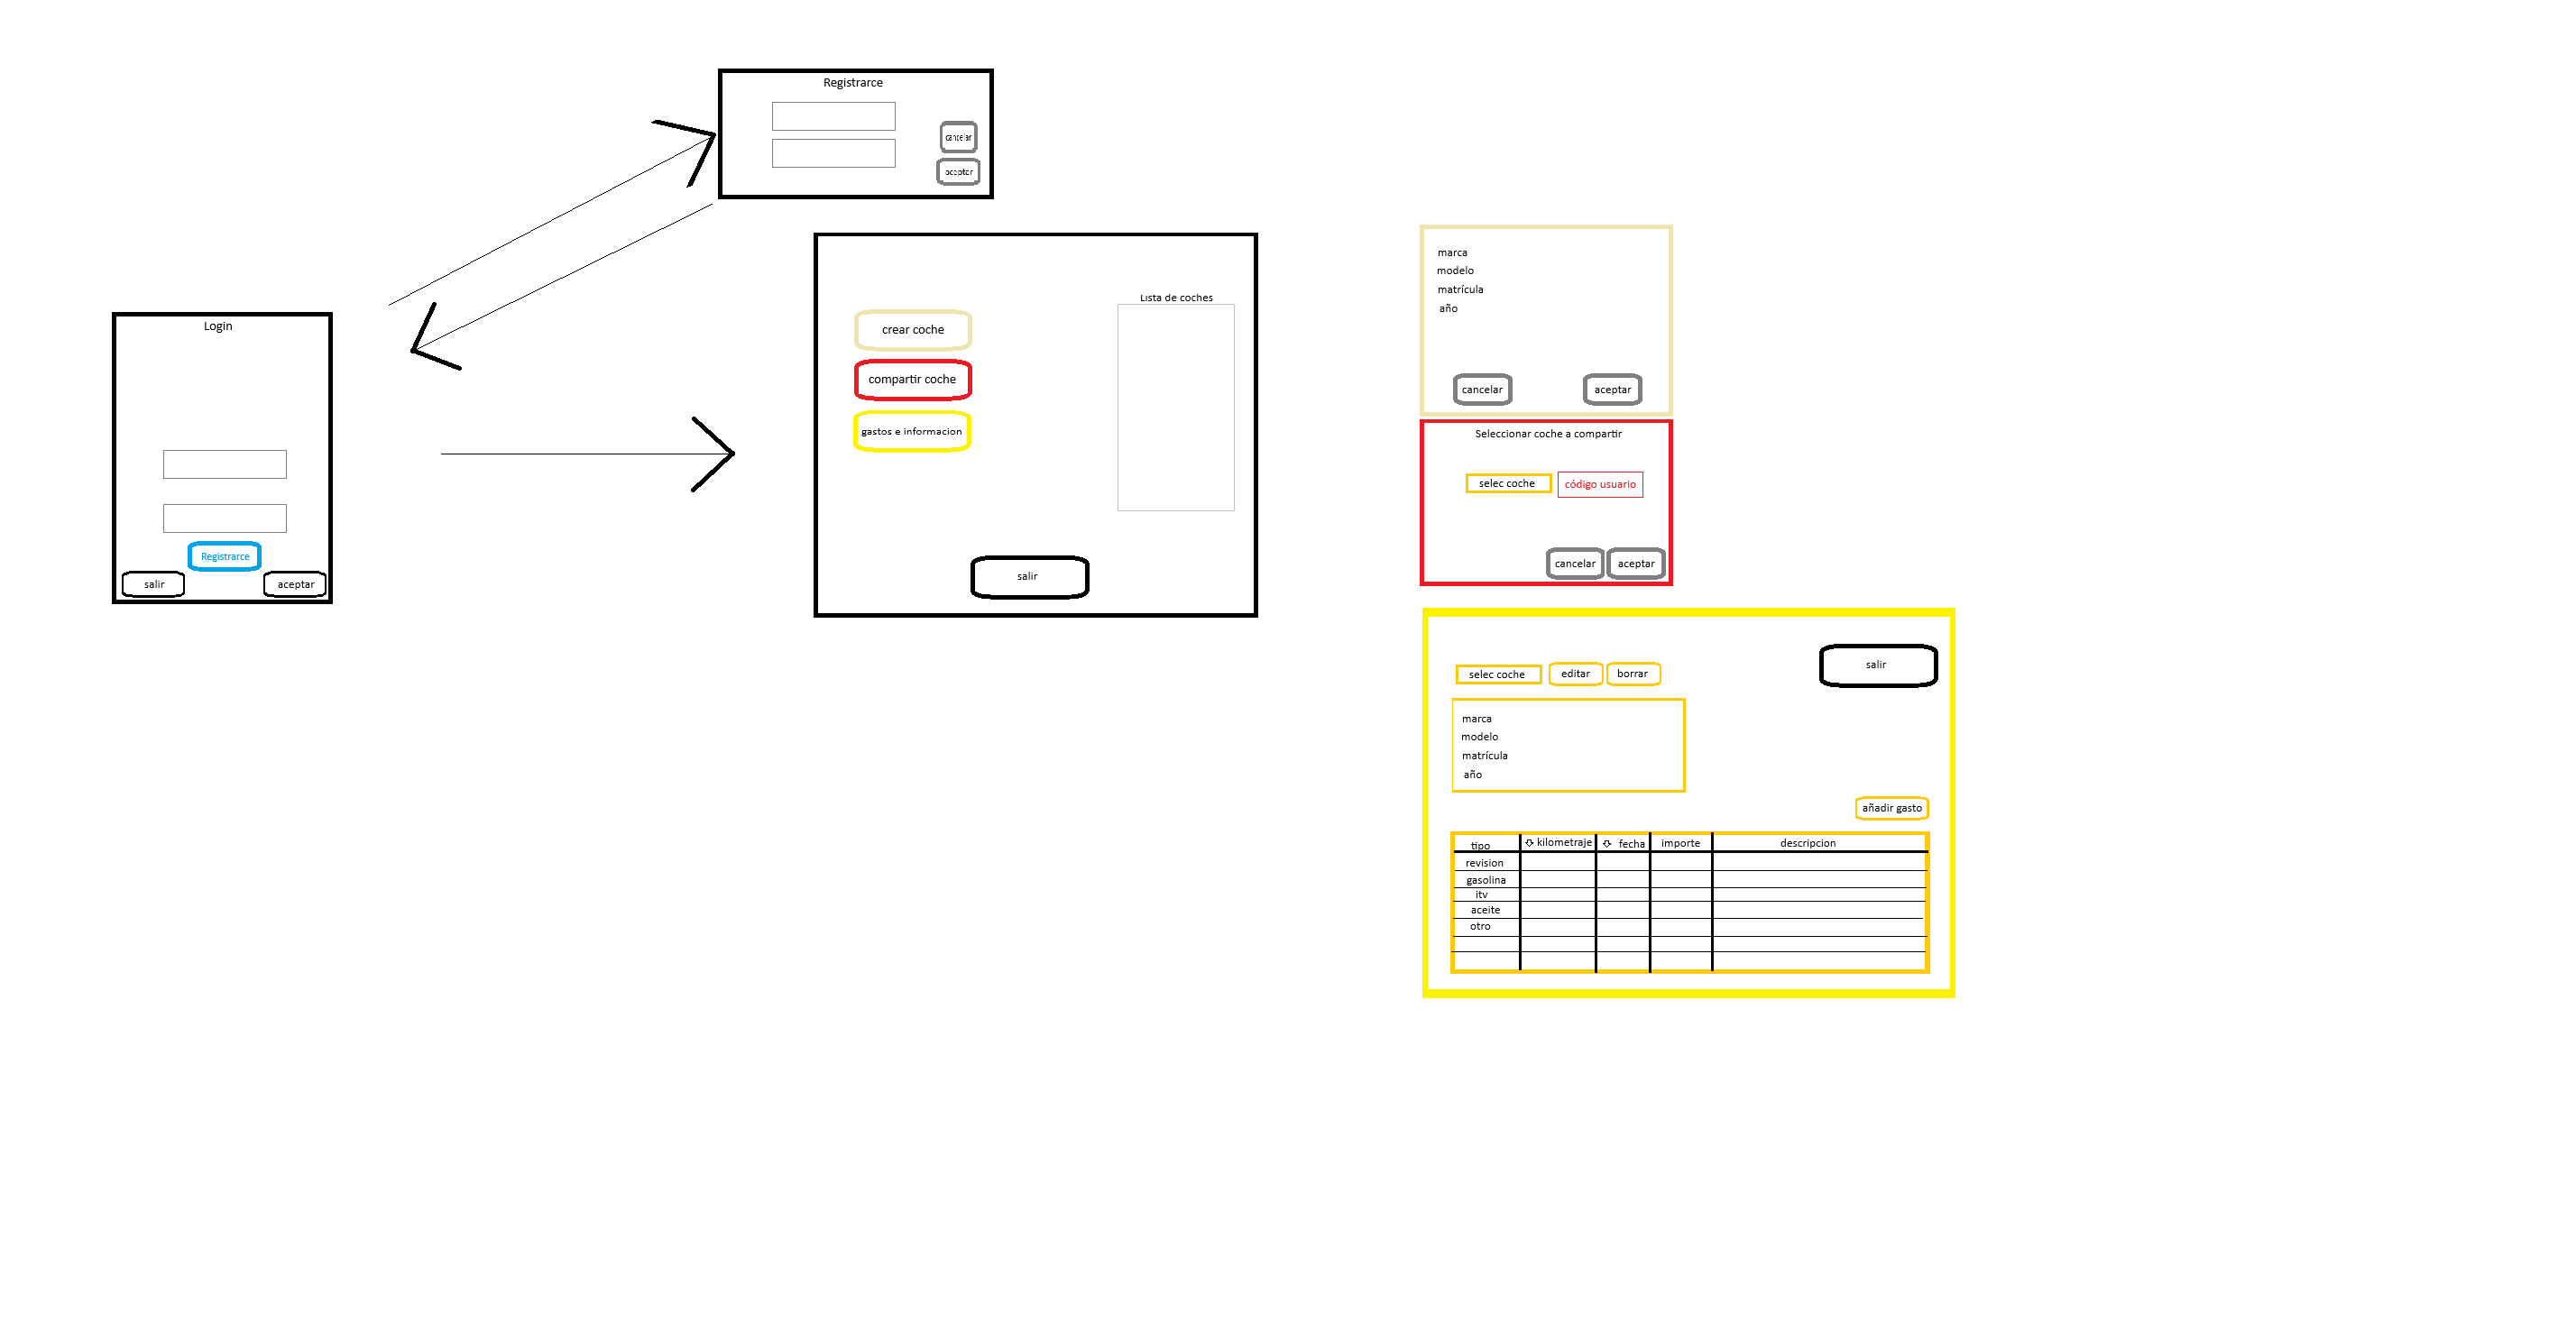 Registrarce
cancelar
aceptar
Login
Registrarce
salir
aceptar
Lista de coches
crear coche
compartir coche
gastos e informacion
salir
marca
modelo
matrícula
año
cancelar
aceptar
Seleccionar coche a compartir
selec coche
código usuario
cancelar
aceptar
salir
selec coche
editar
borrar
marca
modelo
matrícula
año
añadir gasto
tipo
kilometraje
fecha
importe
descripcion
revision
gasolina
itv
aceite
otro